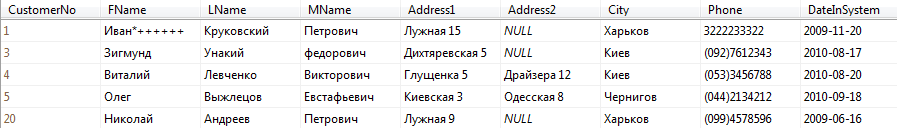 CustomerNo FName LName MName Address1 Address2 City Phone DateInSystem
1 Иван*++++++ Круковский Петрович Лужная 15 NULL Харьков 3222233322 2009-11-20
3 Зигмунд Унакий федорович Дихтяревская 5 NULL Киев (092)7612343 2010-08-17
4 Виталий Левченко Викторович Глущенка 5 Драйзера 12 Киев (053)3456788 2010-08-20
5 Олег Выжлецов Евстафьевич Киевская 3 Одесская 8 Чернигов (044)2134212 2010-09-18
20 Николай Андреев Петрович Лужная 9 NULL Харьков (099)4578596 2009-06-16